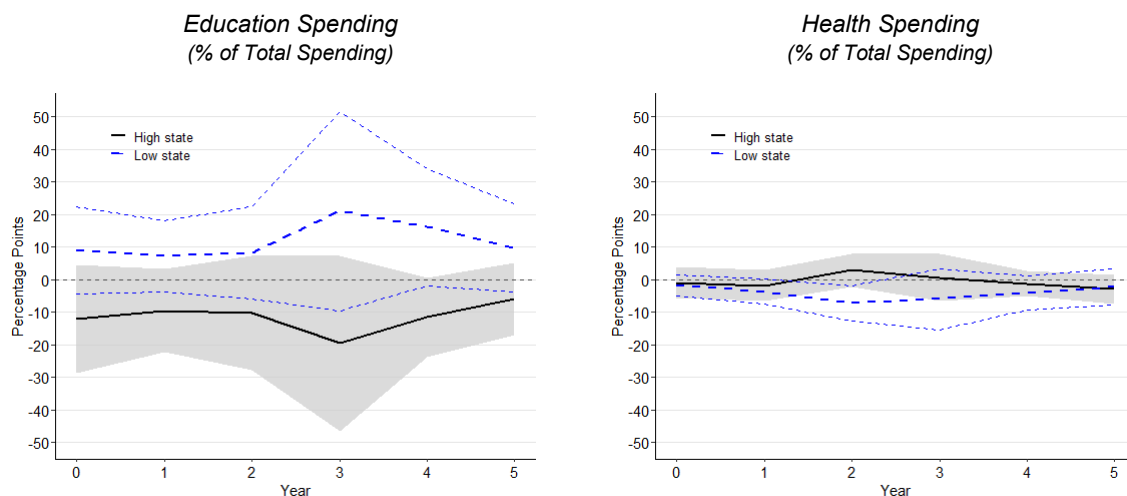 Education Spending
(% of Total Spending)
High state
Low state
Percentage Points
50
40
30
20
10
0
-10
-20
-30
-40
-50
0 1 2 3 4 5
Year
Health Spending
(% of Total Spending)
High state
Low state
Percentage Points
50
40
30
20
10
0
-10
-20
-30
-40
-50
0 1 2 3 4 5
Year